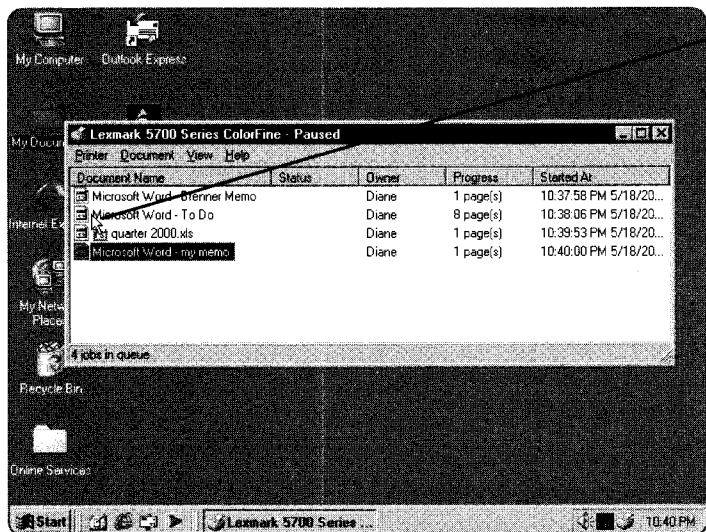 My Computer
Outlook Express
My Docum
Lexmark 5700 Series ColorFine - Paused
Printer Document View Help
Document Name Status Owner Progress Started At
Microsoft Word - Brenner Memo Diane 1 page(s) 10:37:58 PM 5/18/20...
Microsoft Word - To Do Diane 8 page(s) 10:38:06 PM 5/18/20...
quarter 2000.xls Diane 1 page(s) 10:39:53 PM 5/18/20...
Microsoft Word - my memo Diane 1 page(s) 10:40:00 PM 5/18/20...
Internet Ex
My Netw
Place
4 jobs in queue
Recycle Bin
Online Services
Start
Lexmark 5700 Series ...
10:40 PM